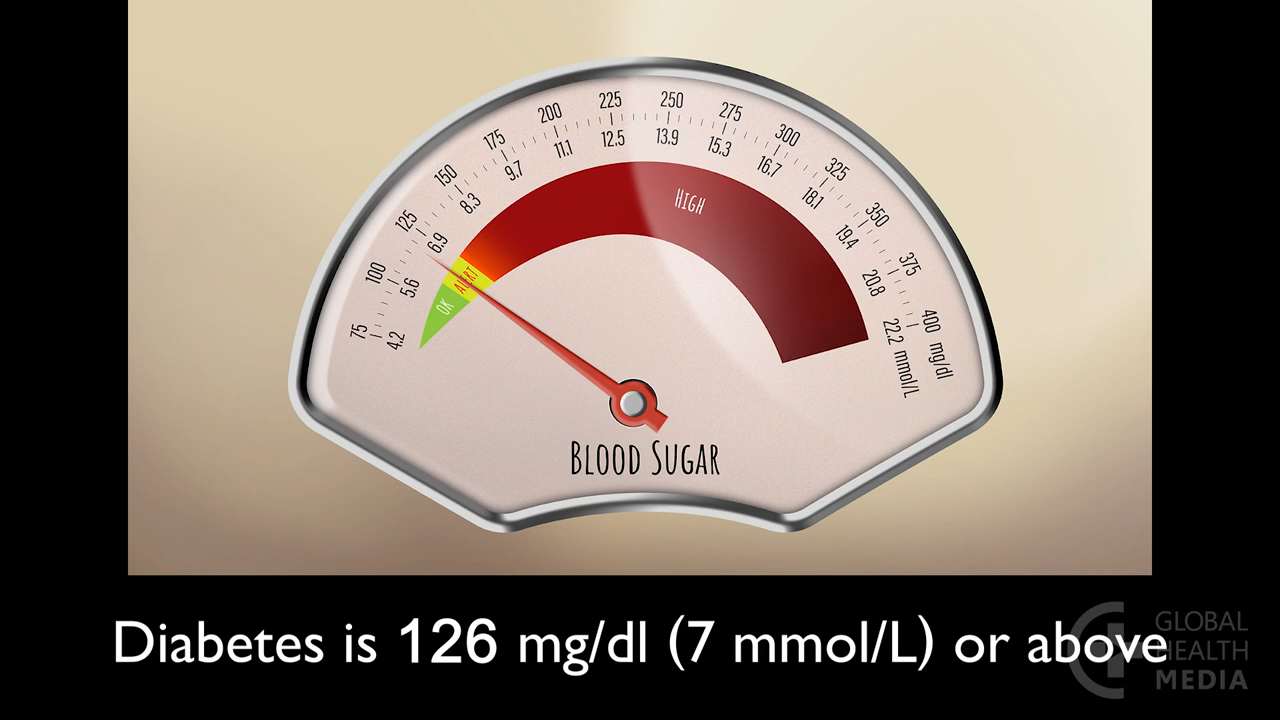 75 100 125 150 175 200 225 250 275 300 325 350 375 400 mg/dl
4.2 5.6 6.9 8.3 9.7 11.1 12.5 13.9 15.3 16.7 18.1 19.4 20.8 22.2 mmol/L
OK ALERT HIGH
BLOOD SUGAR
Diabetes is 126 mg/dl (7 mmol/L) or above
GLOBAL
HEALTH
MEDIA